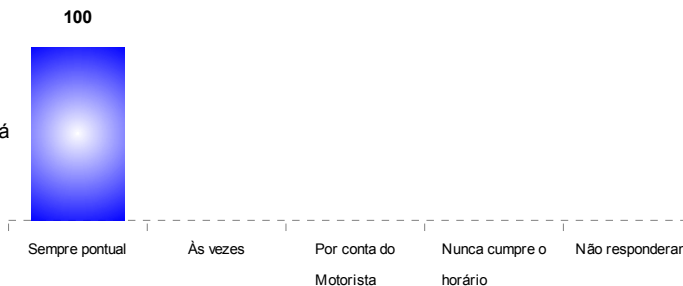 100
á
Sempre pontual
Às vezes
Por conta do
Motorista
Nunca cumpre o
horário
Não responderam